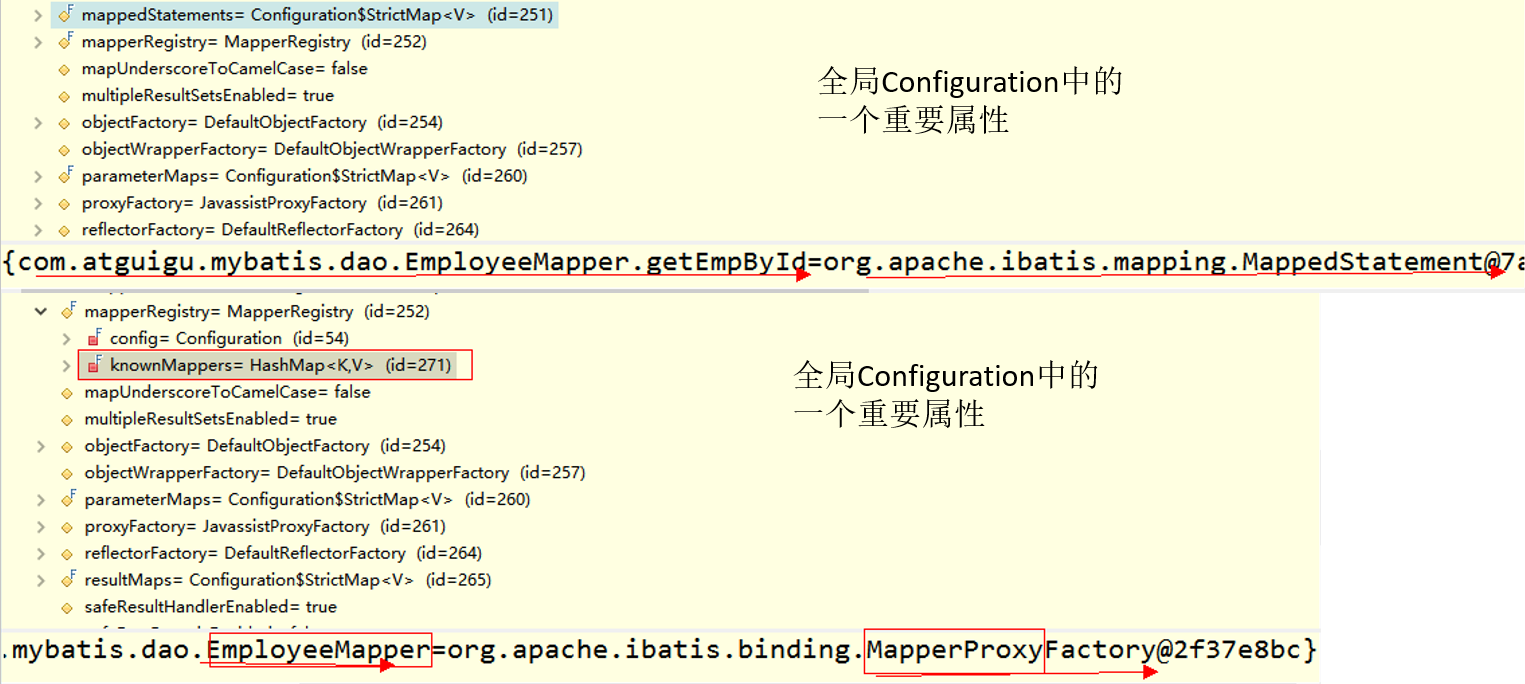 mappedStatements= Configuration$StrictMap<V> (id=251)
mapperRegistry= MapperRegistry (id=252)
mapUnderscoreToCamelCase= false
multipleResultSetsEnabled= true
objectFactory= DefaultObjectFactory (id=254)
objectWrapperFactory= DefaultObjectWrapperFactory (id=257)
parameterMaps= Configuration$StrictMap<V> (id=260)
proxyFactory= JavassistProxyFactory (id=261)
reflectorFactory= DefaultReflectorFactory (id=264)
全局Configuration中的
一个重要属性
{com.atguigu.mybatis.dao.EmployeeMapper.getEmpById=org.apache.ibatis.mapping.MappedStatement@7a
mapperRegistry= MapperRegistry (id=252)
config= Configuration (id=54)
knownMappers= HashMap<K,V> (id=271)
mapUnderscoreToCamelCase= false
multipleResultSetsEnabled= true
objectFactory= DefaultObjectFactory (id=254)
objectWrapperFactory= DefaultObjectWrapperFactory (id=257)
parameterMaps= Configuration$StrictMap<V> (id=260)
proxyFactory= JavassistProxyFactory (id=261)
reflectorFactory= DefaultReflectorFactory (id=264)
resultMaps= Configuration$StrictMap<V> (id=265)
safeResultHandlerEnabled= true
全局Configuration中的
一个重要属性
.mybatis.dao.EmployeeMapper=org.apache.ibatis.binding.MapperProxyFactory@2f37e8bc}